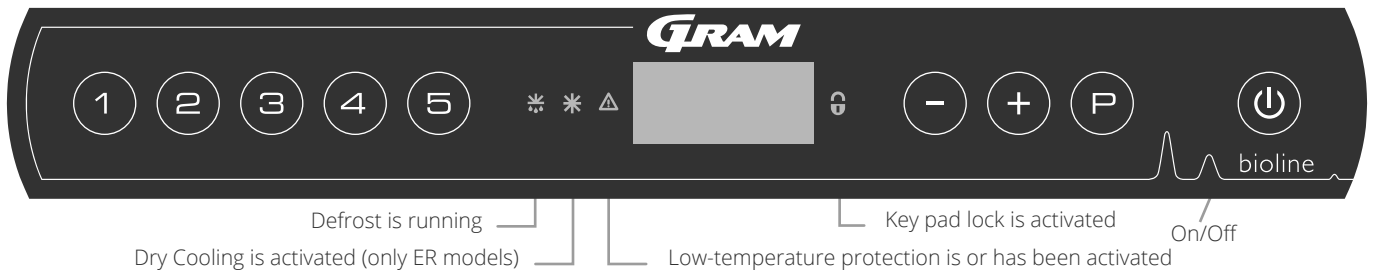 GRAM
1 2 3 4 5 - + P
bioline
Defrost is running
Key pad lock is activated
On/Off
Dry Cooling is activated (only ER models)
Low-temperature protection is or has been activated